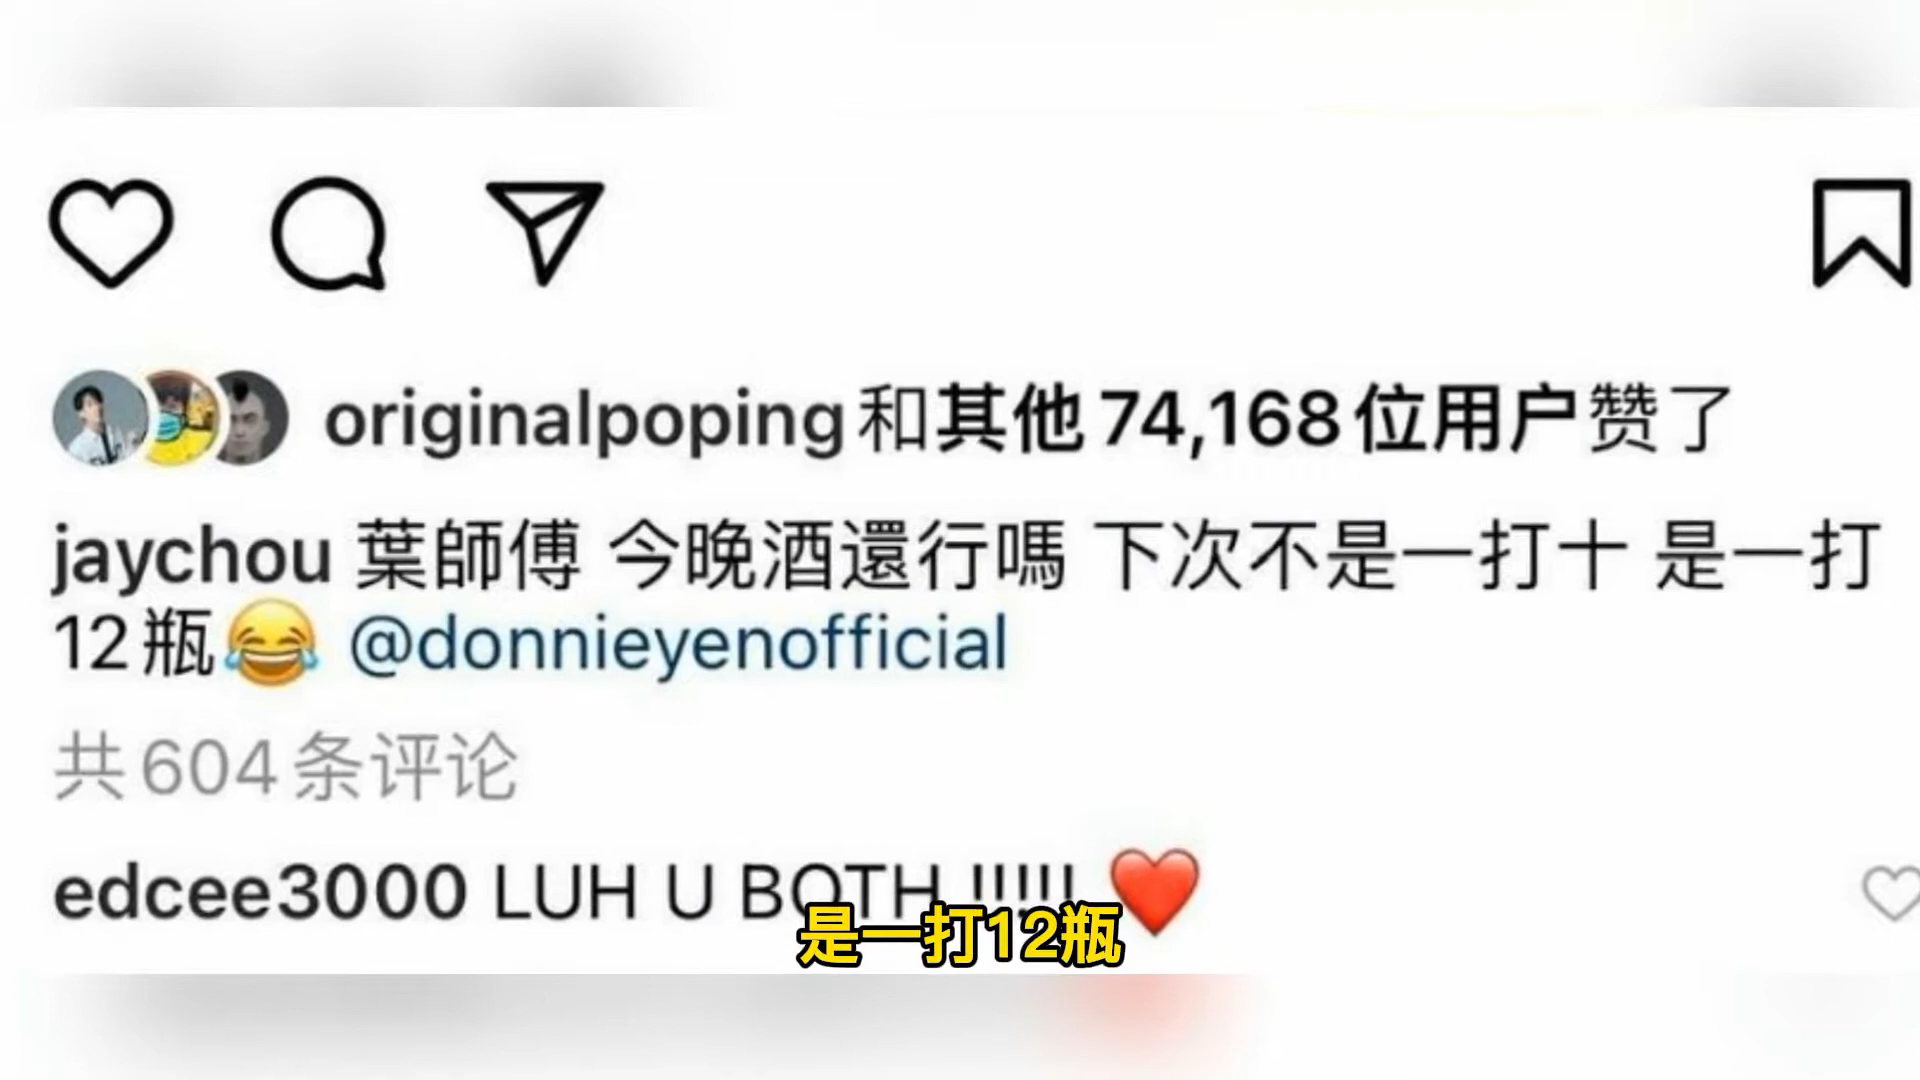 originalpoping和其他74,168位用户赞了
jaychou 葉師傅 今晚酒還行嗎 下次不是一打十 是一打
12瓶😂 @donnieyenofficial
共604条评论
edcee3000 LUH U BOTH !!!!! ❤️
是一打12瓶